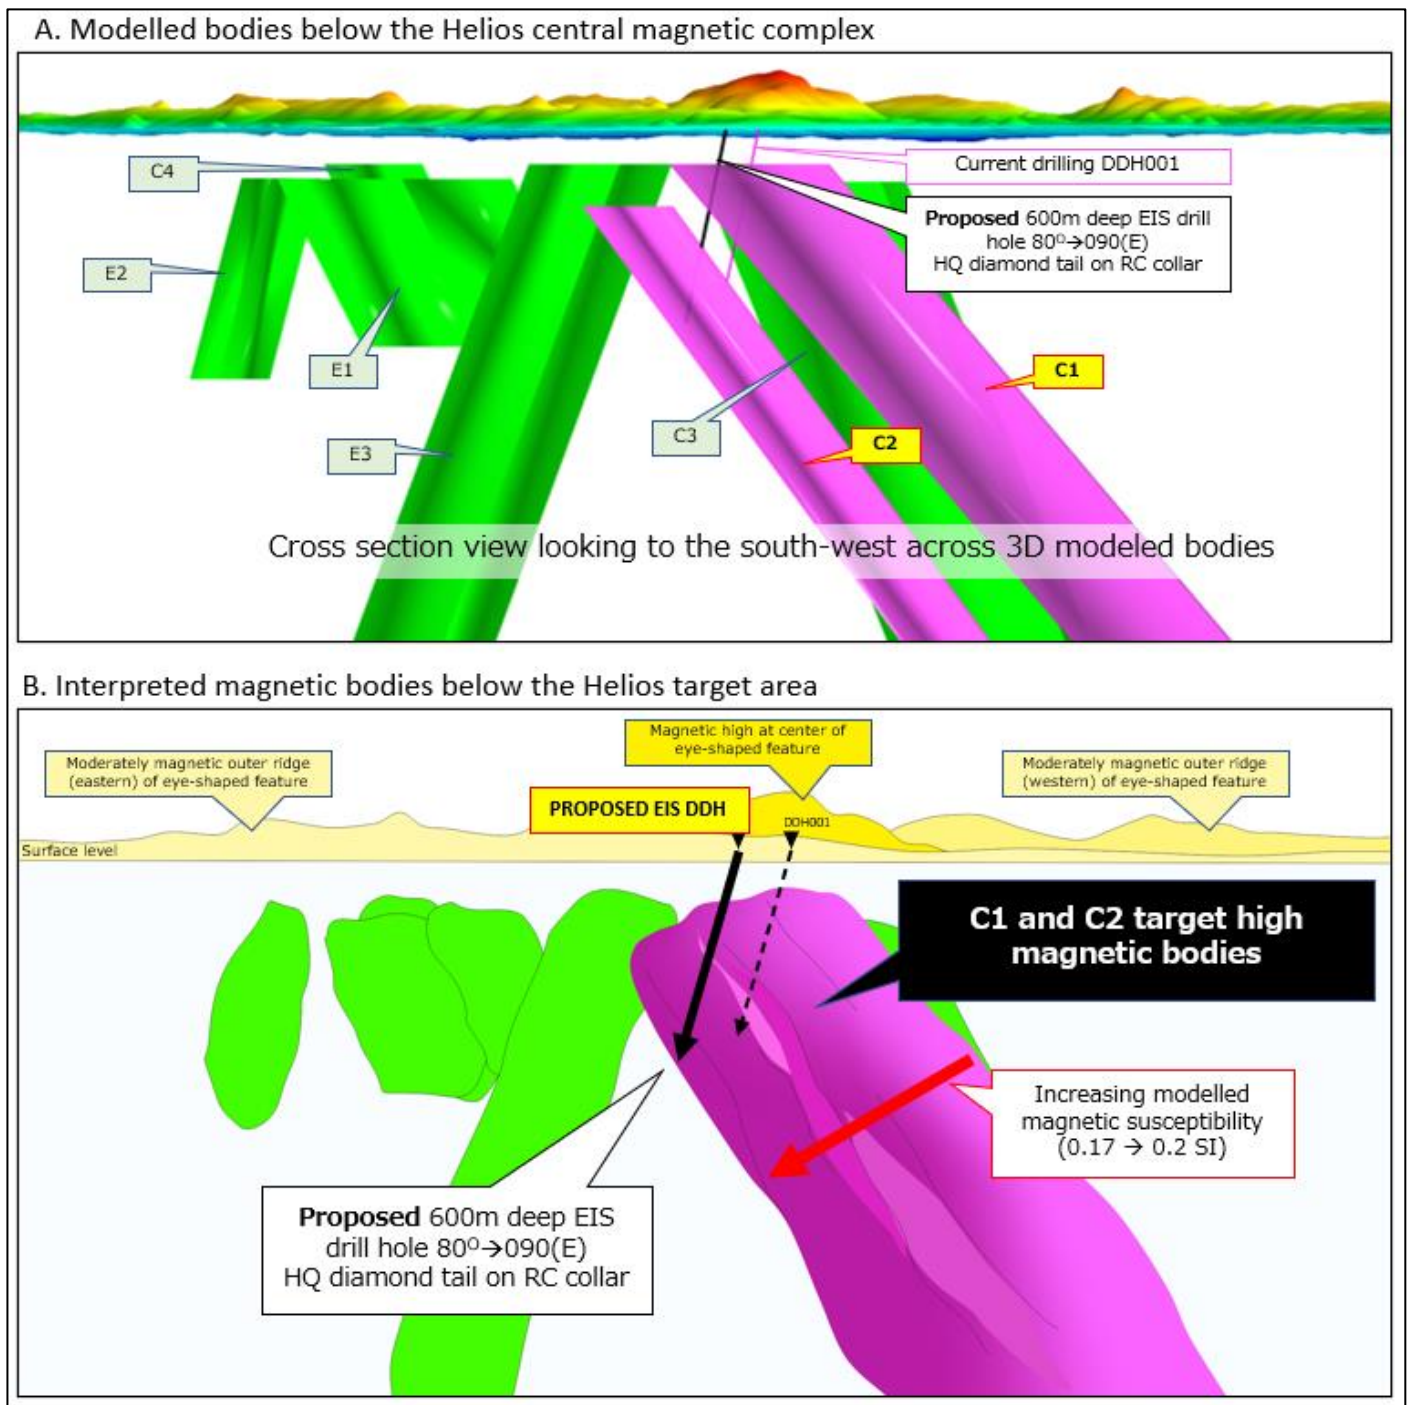 A. Modelled bodies below the Helios central magnetic complex
C4
Current drilling DDH001
Proposed 600m deep EIS drill
hole 80º→090(E)
HQ diamond tail on RC collar
E2
E1
C1
E3
C3
C2
Cross section view looking to the south-west across 3D modeled bodies
B. Interpreted magnetic bodies below the Helios target area
Moderately magnetic outer ridge
(eastern) of eye-shaped feature
Magnetic high at center of
eye-shaped feature
Moderately magnetic outer ridge
(western) of eye-shaped feature
PROPOSED EIS DDH
DDH001
Surface level
C1 and C2 target high
magnetic bodies
Increasing modelled
magnetic susceptibility
(0.17 → 0.2 SI)
Proposed 600m deep EIS
drill hole 80º→090(E)
HQ diamond tail on RC collar